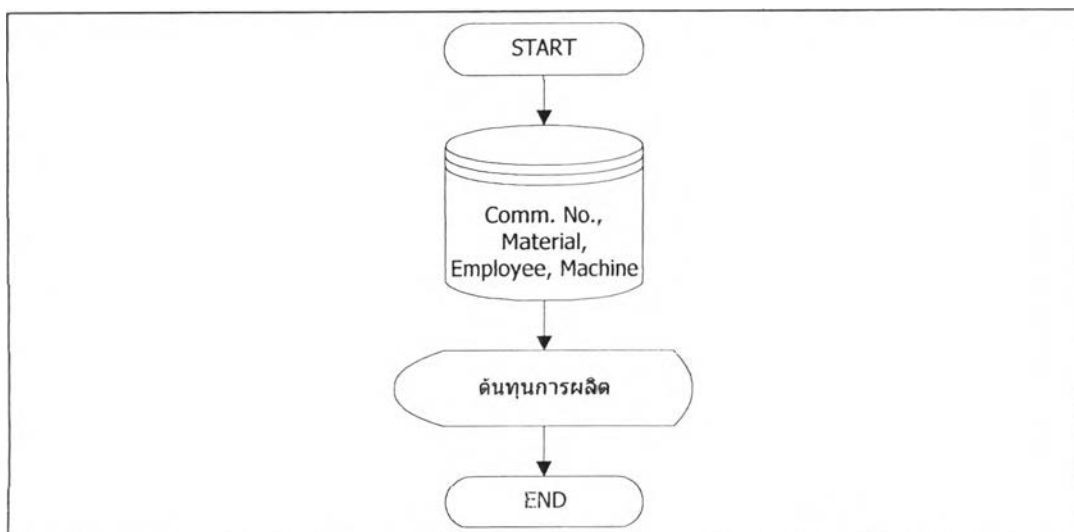 START
Comm. No.,
Material,
Employee, Machine
ต้นทุนการผลิต
END